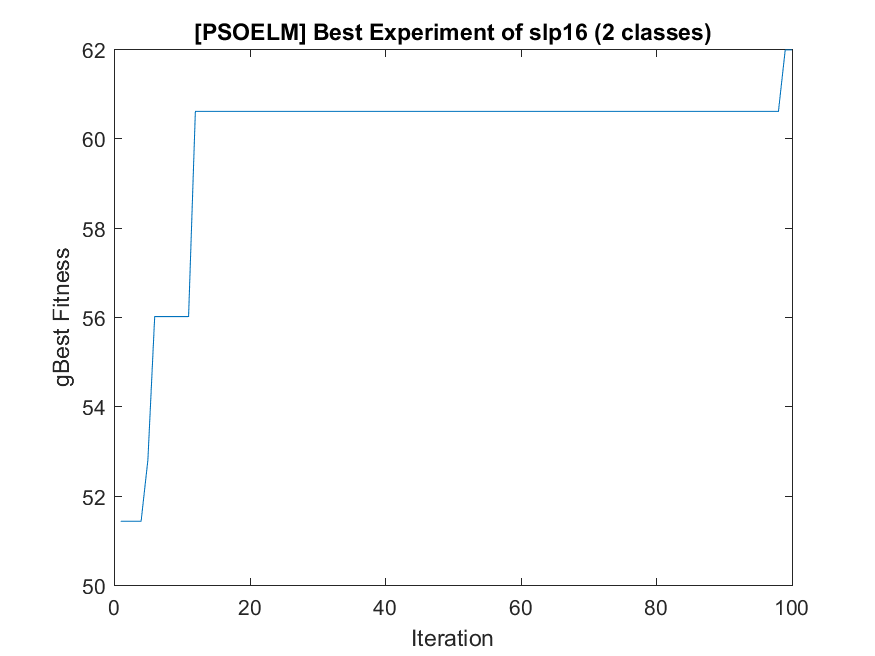 [PSOELM] Best Experiment of slp16 (2 classes)
62
60
58
56
54
52
50
gBest Fitness
0 20 40 60 80 100
Iteration